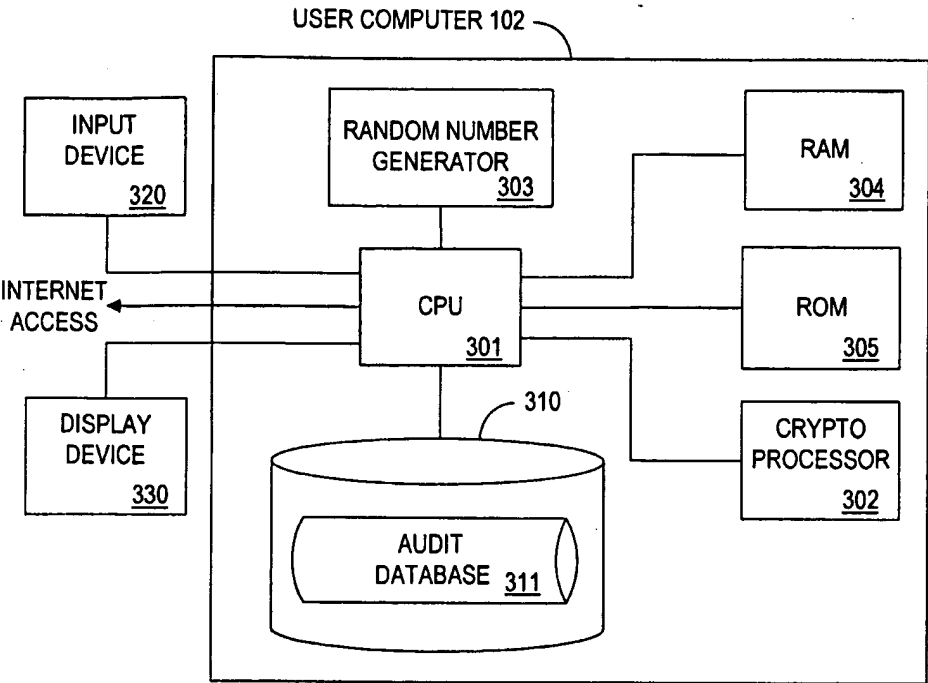 USER COMPUTER 102
INPUT
DEVICE
320
RANDOM NUMBER
GENERATOR
303
RAM
304
INTERNET
ACCESS
CPU
301
ROM
305
DISPLAY
DEVICE
330
310
CRYPTO
PROCESSOR
302
AUDIT
DATABASE
311